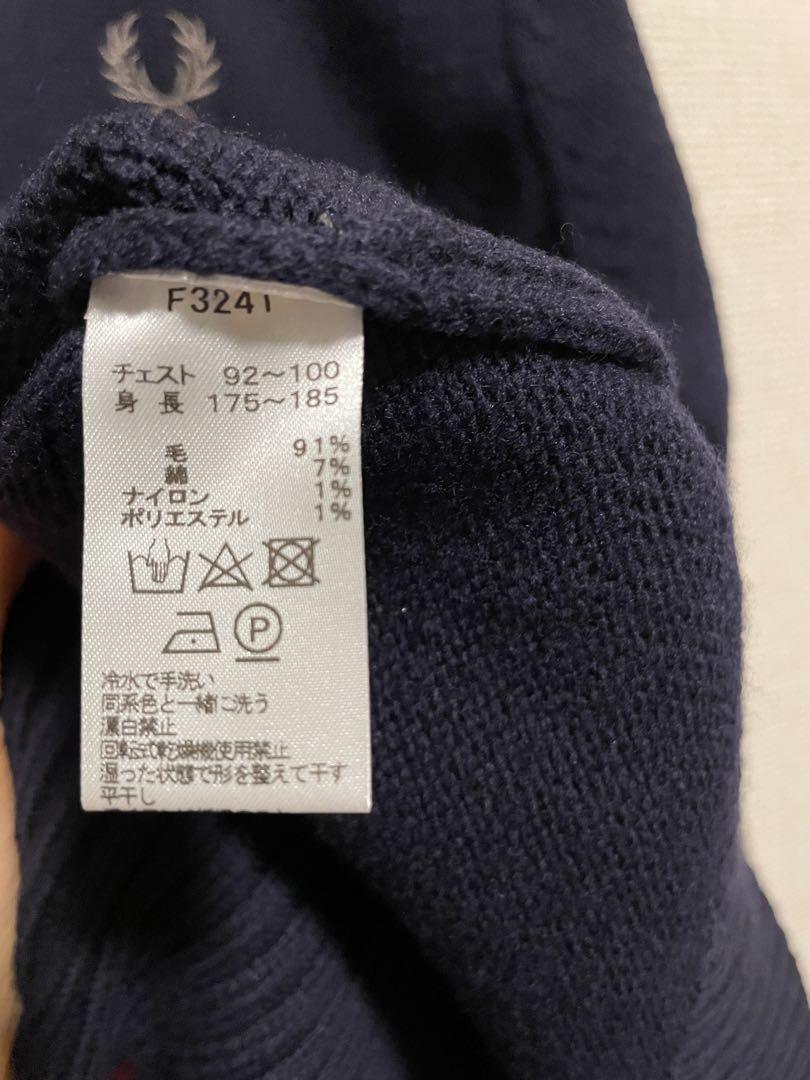 F3241
チェスト 92～100
身長 175～185
毛 91%
綿 7%
ナイロン 1%
ポリエステル 1%
P
冷水で手洗い
同系色と一緒に洗う
漂白禁止
回転式乾燥機使用禁止
湿った状態で形を整えて干す
平干し